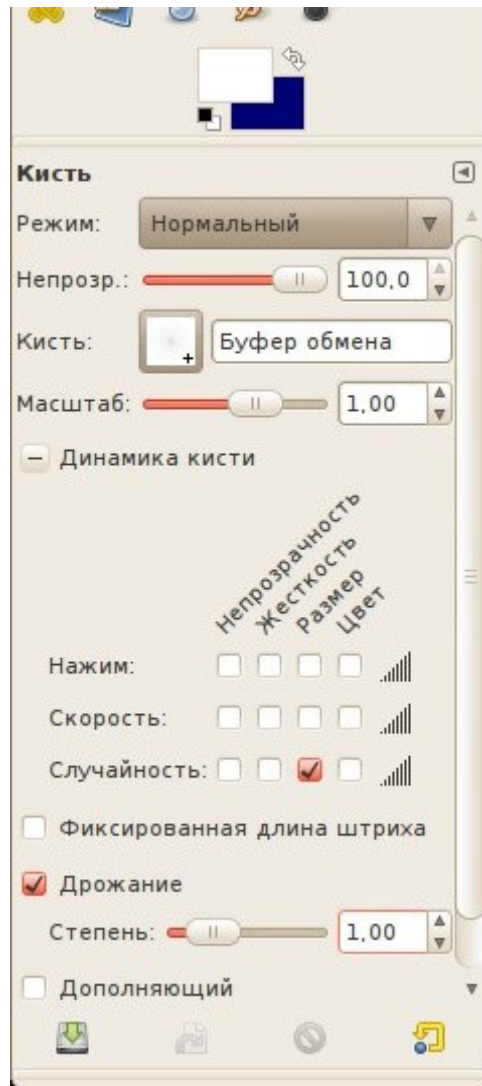 Кисть
Режим: Нормальный
Непрозр.: 100,0
Кисть: Буфер обмена
Масштаб: 1,00
Динамика кисти
Непрозрачность
Жесткость
Размер
Цвет
Нажим:
Скорость:
Случайность:
Фиксированная длина штриха
Дрожание
Степень: 1,00
Дополняющий